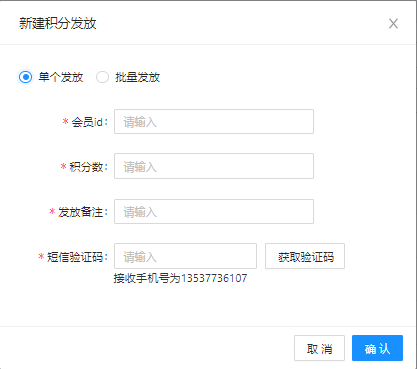 新建积分发放
单个发放 批量发放
* 会员id: 请输入
* 积分数: 请输入
* 发放备注: 请输入
* 短信验证码: 请输入 获取验证码
接收手机号为13537736107
取 消 确 认